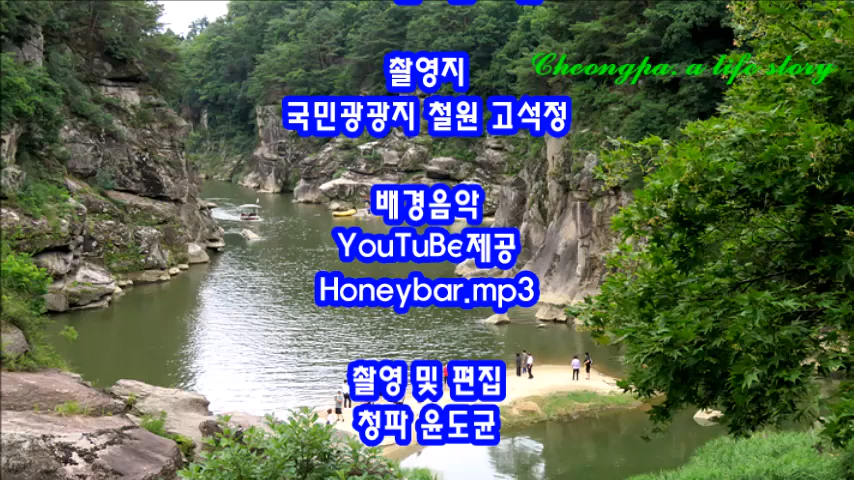 Cheongpa, a life story
촬영지
국민광광지 철원 고석정
배경음악
YouTuBe제공
Honeybar.mp3
촬영 및 편집
청파 윤도균